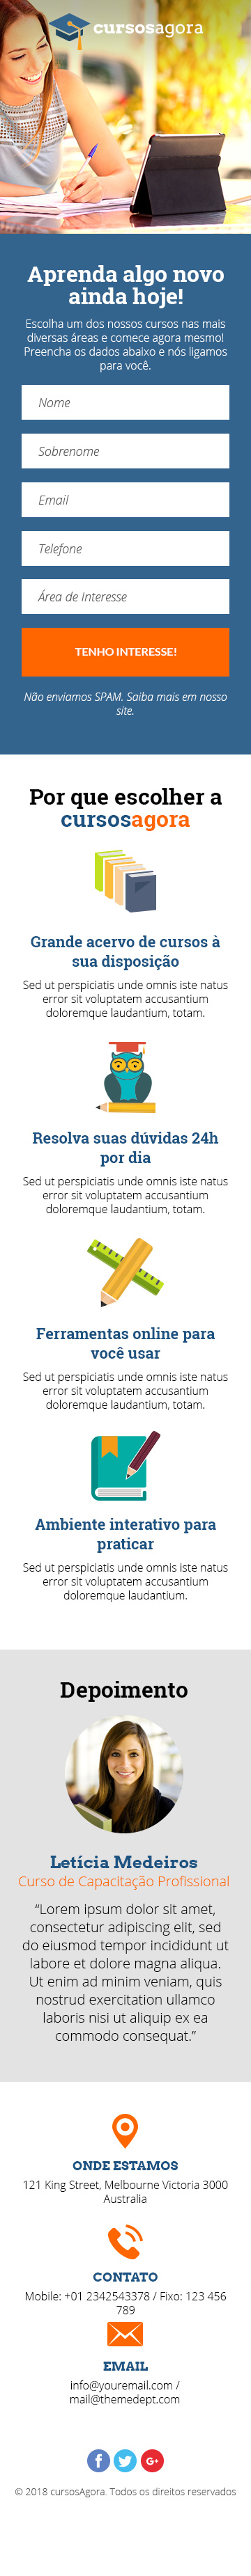 cursosagora
Aprenda algo novo
ainda hoje!
Escolha um dos nossos cursos nas mais
diversas áreas e comece agora mesmo!
Preencha os dados abaixo e nós ligamos
para você.
Nome
Sobrenome
Email
Telefone
Área de Interesse
TENHO INTERESSE!
Não enviamos SPAM. Saiba mais em nosso
site.
Por que escolher a
cursosagora
Grande acervo de cursos à
sua disposição
Sed ut perspiciatis unde omnis iste natus
error sit voluptatem accusantium
doloremque laudantium, totam.
Resolva suas dúvidas 24h
por dia
Sed ut perspiciatis unde omnis iste natus
error sit voluptatem accusantium
doloremque laudantium, totam.
Ferramentas online para
você usar
Sed ut perspiciatis unde omnis iste natus
error sit voluptatem accusantium
doloremque laudantium, totam.
Ambiente interativo para
praticar
Sed ut perspiciatis unde omnis iste natus
error sit voluptatem accusantium
doloremque laudantium.
Depoimento
Letícia Medeiros
Curso de Capacitação Profissional
“Lorem ipsum dolor sit amet,
consectetur adipiscing elit, sed
do eiusmod tempor incididunt ut
labore et dolore magna aliqua.
Ut enim ad minim veniam, quis
nostrud exercitation ullamco
laboris nisi ut aliquip ex ea
commodo consequat.”
ONDE ESTAMOS
121 King Street, Melbourne Victoria 3000
Australia
CONTATO
Mobile: +01 2342543378 / Fixo: 123 456
789
EMAIL
info@youremail.com /
mail@themedept.com
f
G+
© 2018 cursosAgora. Todos os direitos reservados